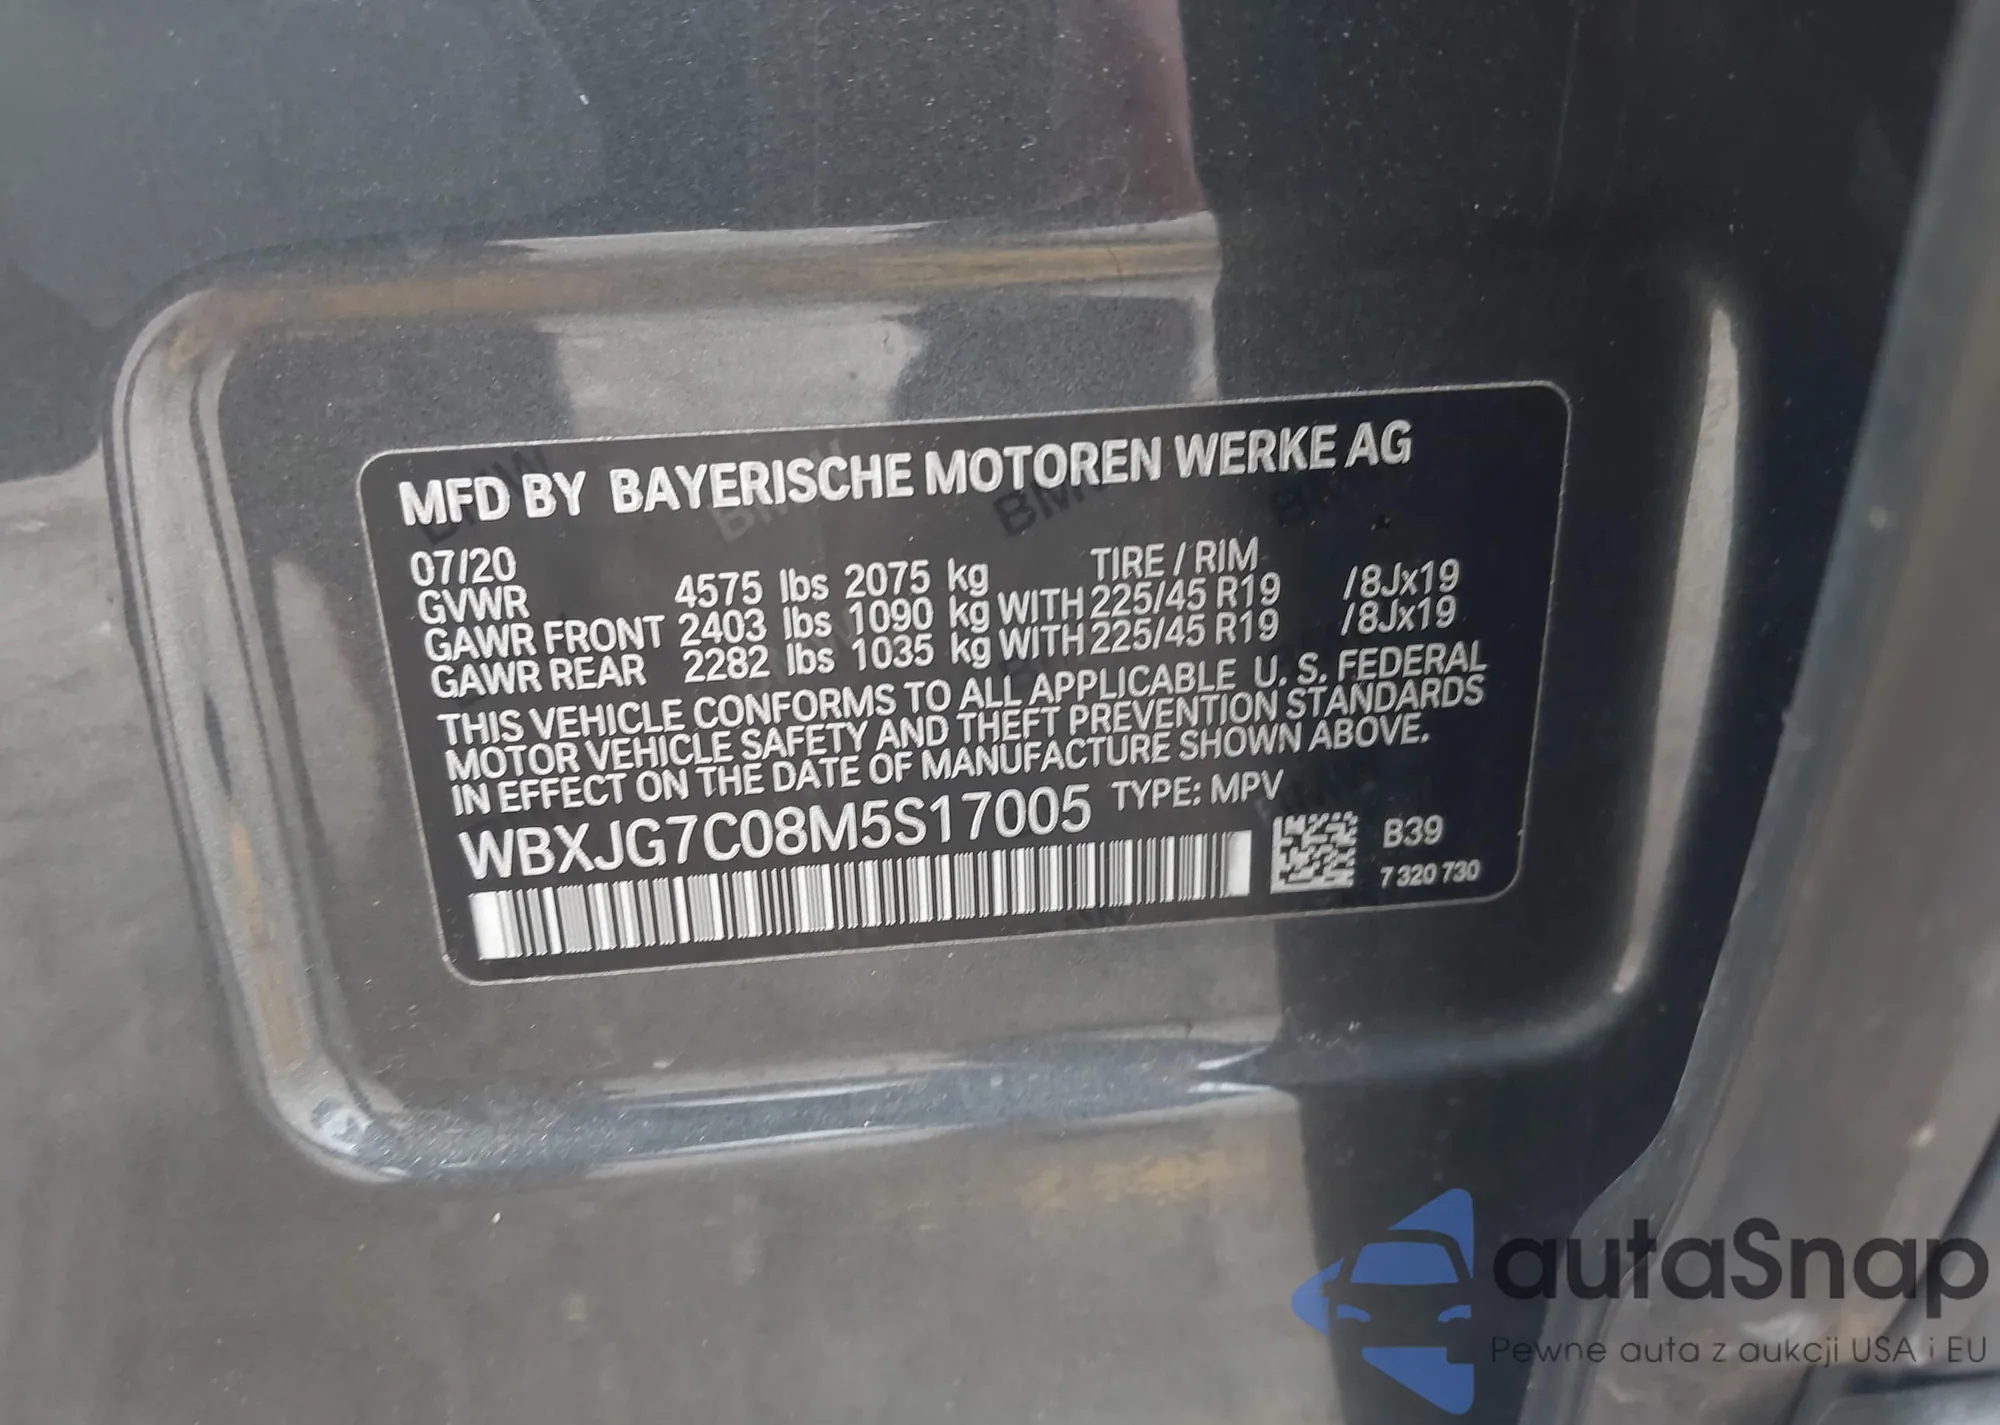 MFD BY BAYERISCHE MOTOREN WERKE AG
07/20 TIRE / RIM
GVWR 4575 lbs 2075 kg
GAWR FRONT 2403 lbs 1090 kg WITH 225/45 R19 /8Jx19
GAWR REAR 2282 lbs 1035 kg WITH 225/45 R19 /8Jx19
THIS VEHICLE CONFORMS TO ALL APPLICABLE U. S. FEDERAL
MOTOR VEHICLE SAFETY AND THEFT PREVENTION STANDARDS
IN EFFECT ON THE DATE OF MANUFACTURE SHOWN ABOVE.
WBXJG7C08M5S17005 TYPE: MPV
B39
7 320 730
autaSnap
Pewne auta z aukcji USA i EU